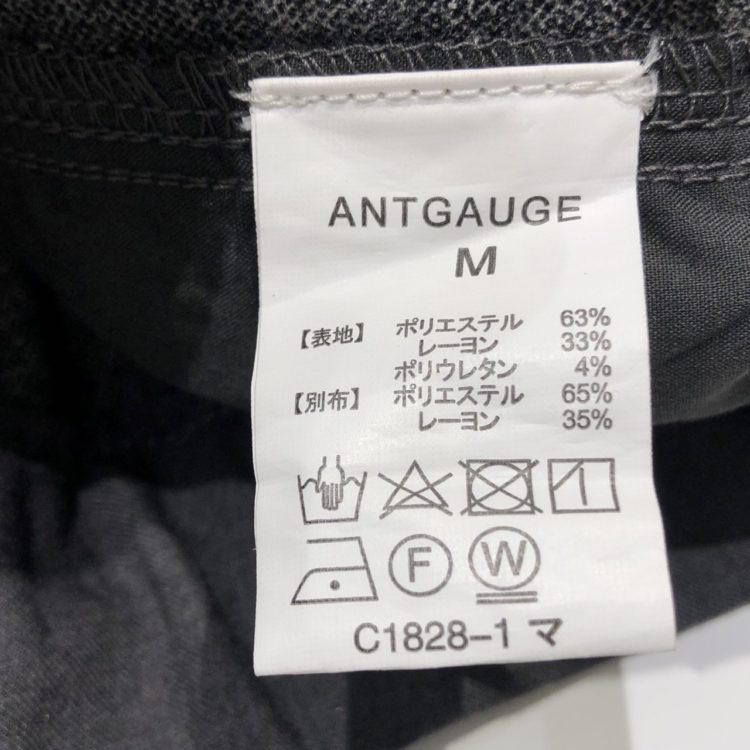 ANTGAUGE
M
【表地】 ポリエステル 63%
レーヨン 33%
ポリウレタン 4%
【別布】 ポリエステル 65%
レーヨン 35%
F W
C1828-1 マ